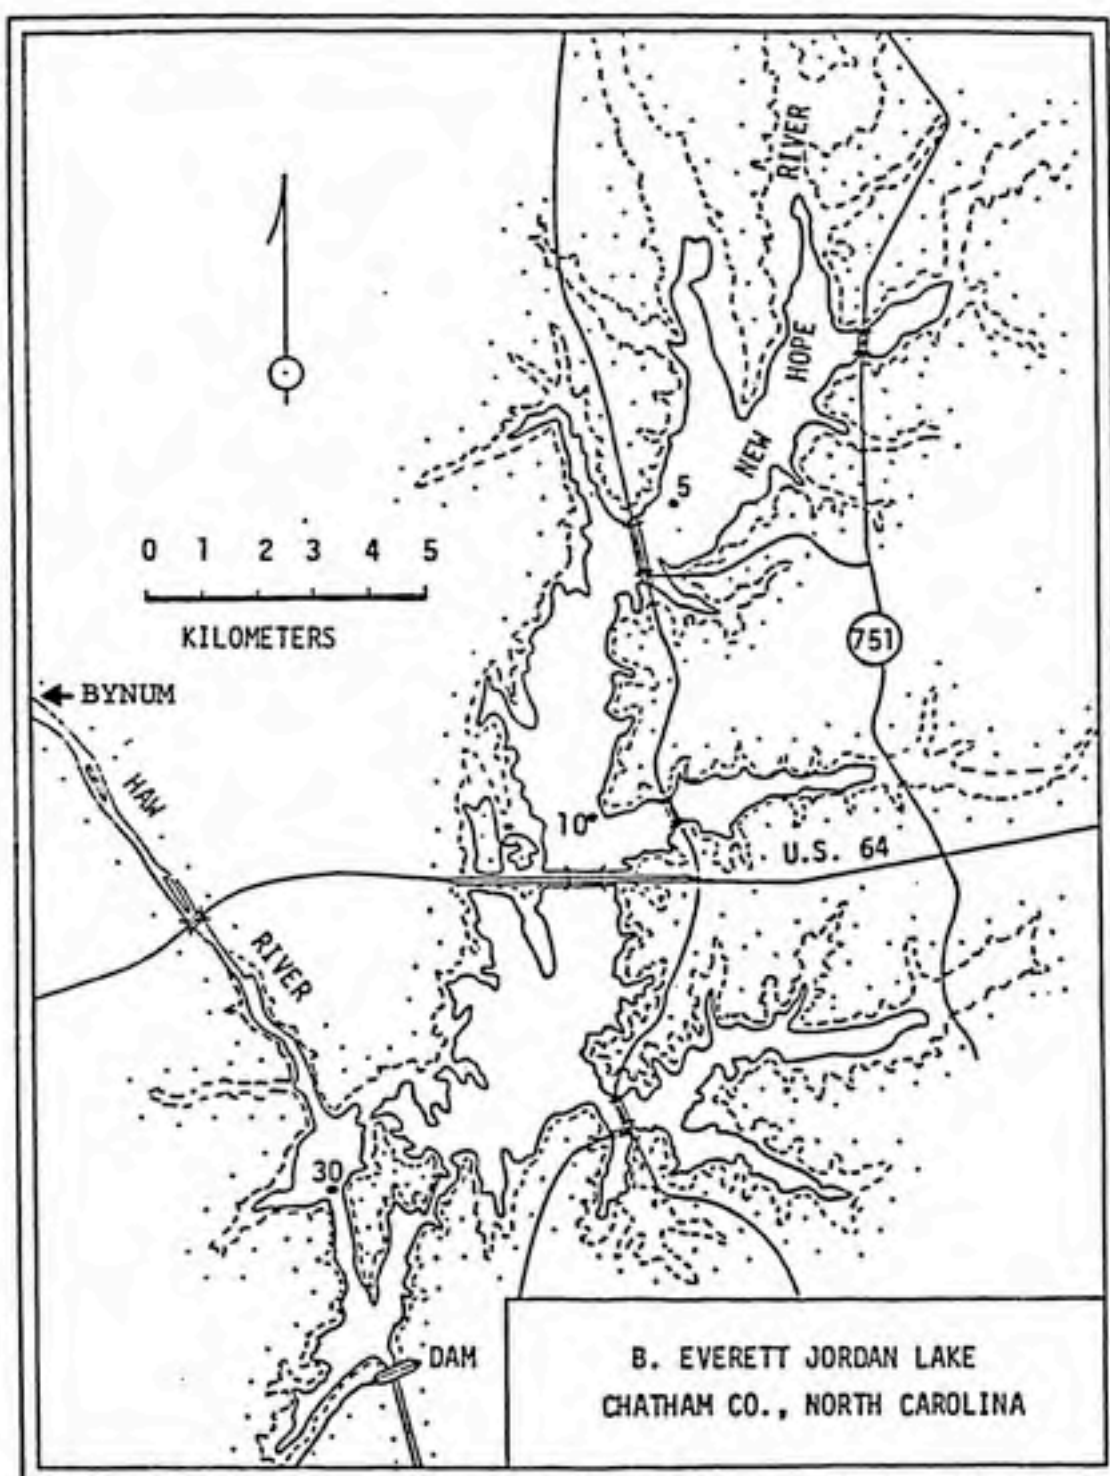 RIVER
HOPE
NEW
5
0 1 2 3 4 5
KILOMETERS
751
BYNUM
HAW
10
U.S. 64
RIVER
30
DAM
B. EVERETT JORDAN LAKE
CHATHAM CO., NORTH CAROLINA